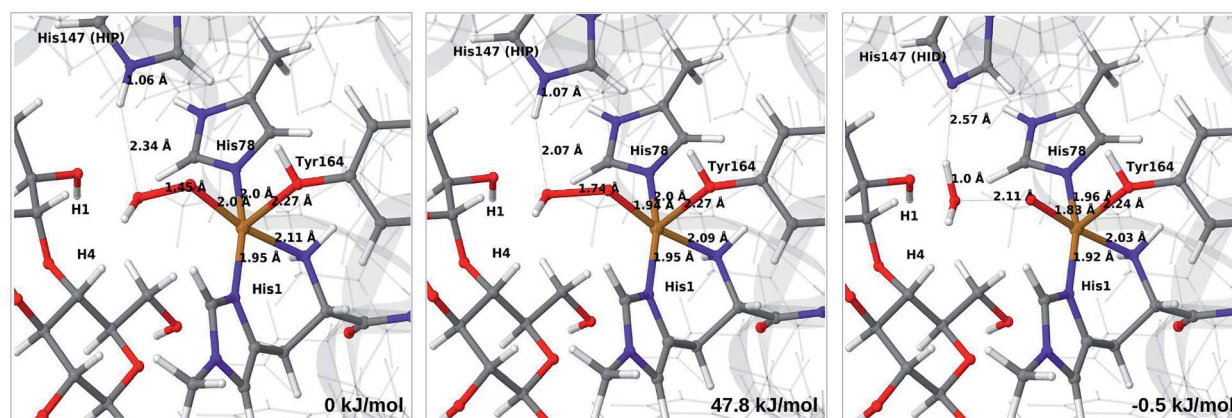 His147 (HIP)
1.06 Å
2.34 Å
His78
Tyr164
1.45 Å
2.0 Å
2.0 Å
2.27 Å
H1
2.11 Å
H4
1.95 Å
His1
0 kJ/mol
His147 (HIP)
1.07 Å
2.07 Å
His78
Tyr164
1.74 Å
2.0 Å
1.94 Å
2.27 Å
H1
2.09 Å
H4
1.95 Å
His1
47.8 kJ/mol
His147 (HID)
2.57 Å
His78
Tyr164
1.0 Å
2.11 Å
1.96 Å
1.83 Å
2.24 Å
H1
2.03 Å
H4
1.92 Å
His1
-0.5 kJ/mol